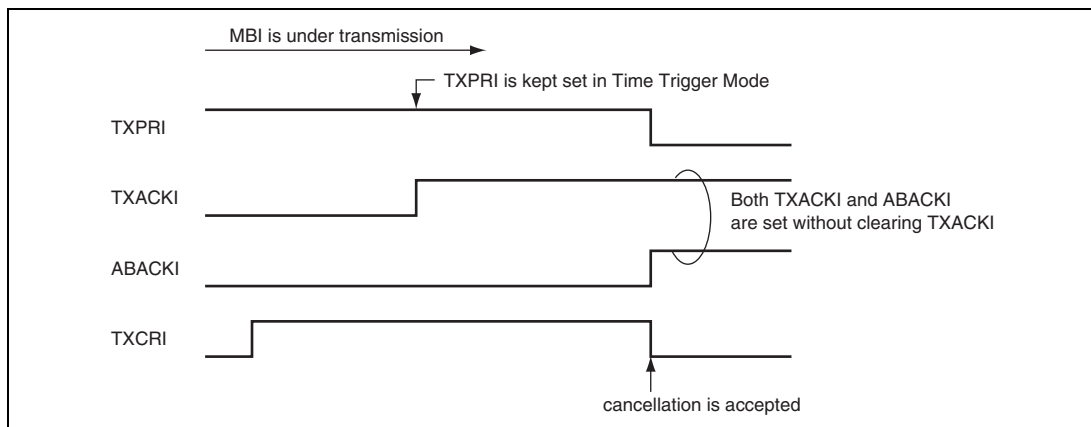 MBI is under transmission
TXPRI is kept set in Time Trigger Mode
TXPRI
TXACKI
Both TXACKI and ABACKI
are set without clearing TXACKI
ABACKI
TXCRI
cancellation is accepted